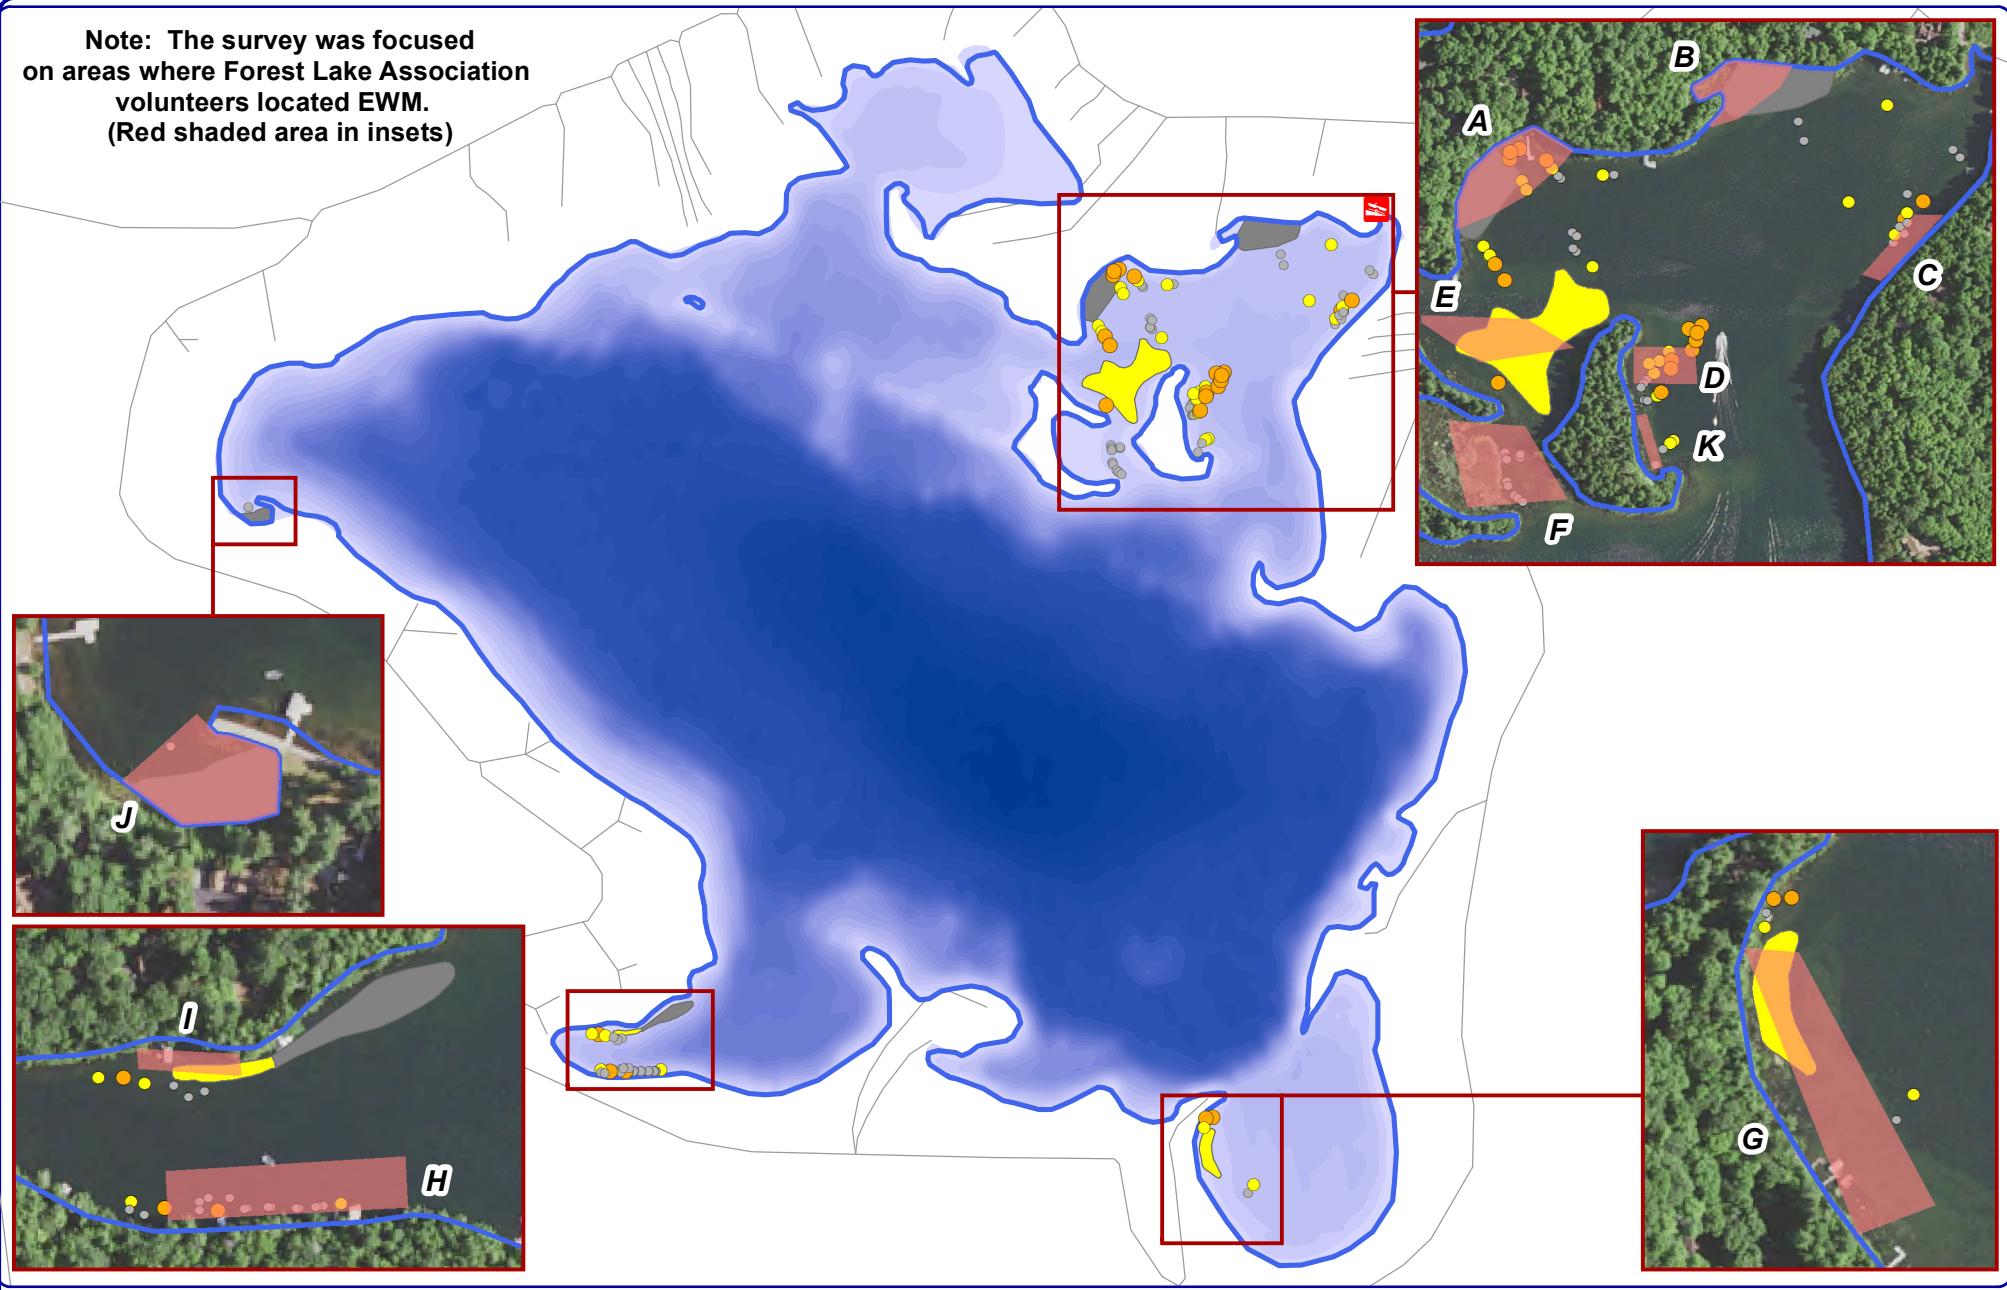 Note: The survey was focused
on areas where Forest Lake Association
volunteers located EWM.
(Red shaded area in insets)
B
A
C
E
D
K
F
J
I
H
G